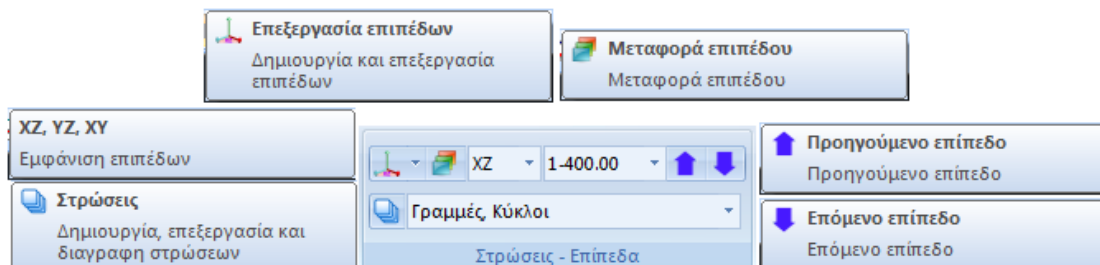 Επεξεργασία επιπέδων
Δημιουργία και επεξεργασία
επιπέδων
Μεταφορά επιπέδου
Μεταφορά επιπέδου
XZ, YZ, XY
Εμφάνιση επιπέδων
Στρώσεις
Δημιουργία, επεξεργασία και
διαγραφη στρώσεων
XZ 1-400.00
Γραμμές, Κύκλοι
Στρώσεις - Επίπεδα
Προηγούμενο επίπεδο
Προηγούμενο επίπεδο
Επόμενο επίπεδο
Επόμενο επίπεδο